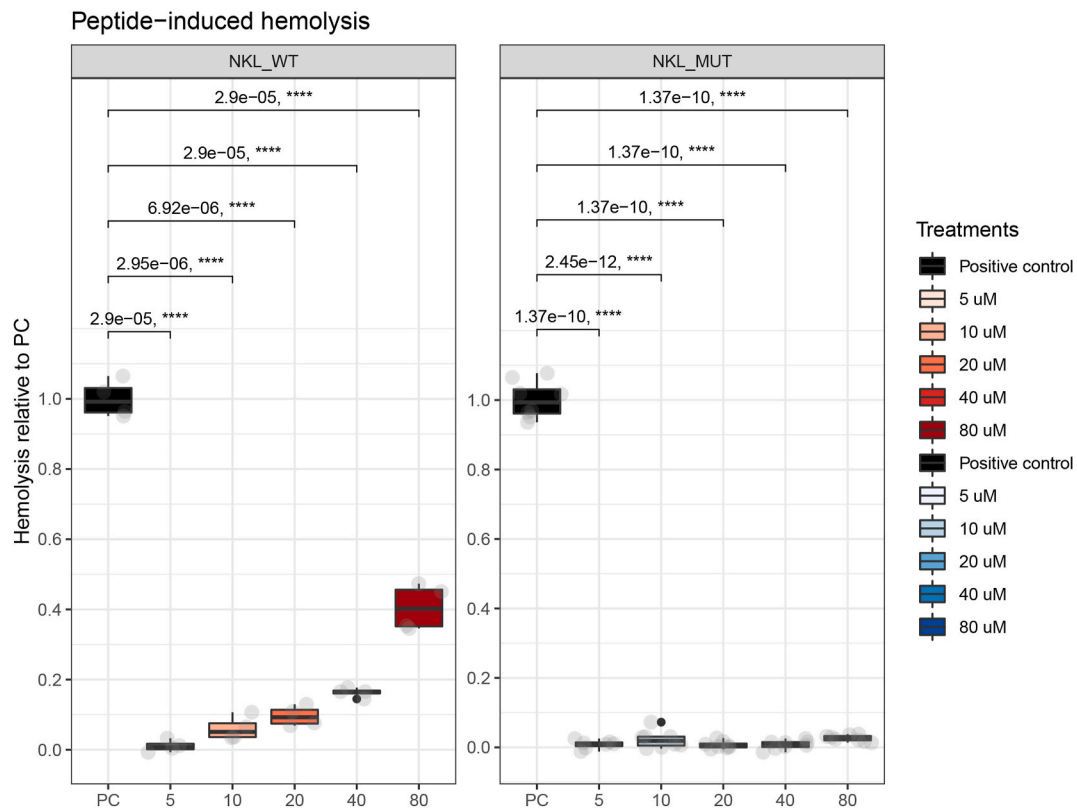 Peptide−induced hemolysis
NKL_WT
NKL_MUT
2.9e−05, ****
2.9e−05, ****
6.92e−06, ****
2.95e−06, ****
2.9e−05, ****
1.37e−10, ****
1.37e−10, ****
1.37e−10, ****
2.45e−12, ****
1.37e−10, ****
Hemolysis relative to PC
1.0
0.8
0.6
0.4
0.2
0.0
1.0
0.8
0.6
0.4
0.2
0.0
PC 5 10 20 40 80
PC 5 10 20 40 80
Treatments
Positive control
5 uM
10 uM
20 uM
40 uM
80 uM
Positive control
5 uM
10 uM
20 uM
40 uM
80 uM